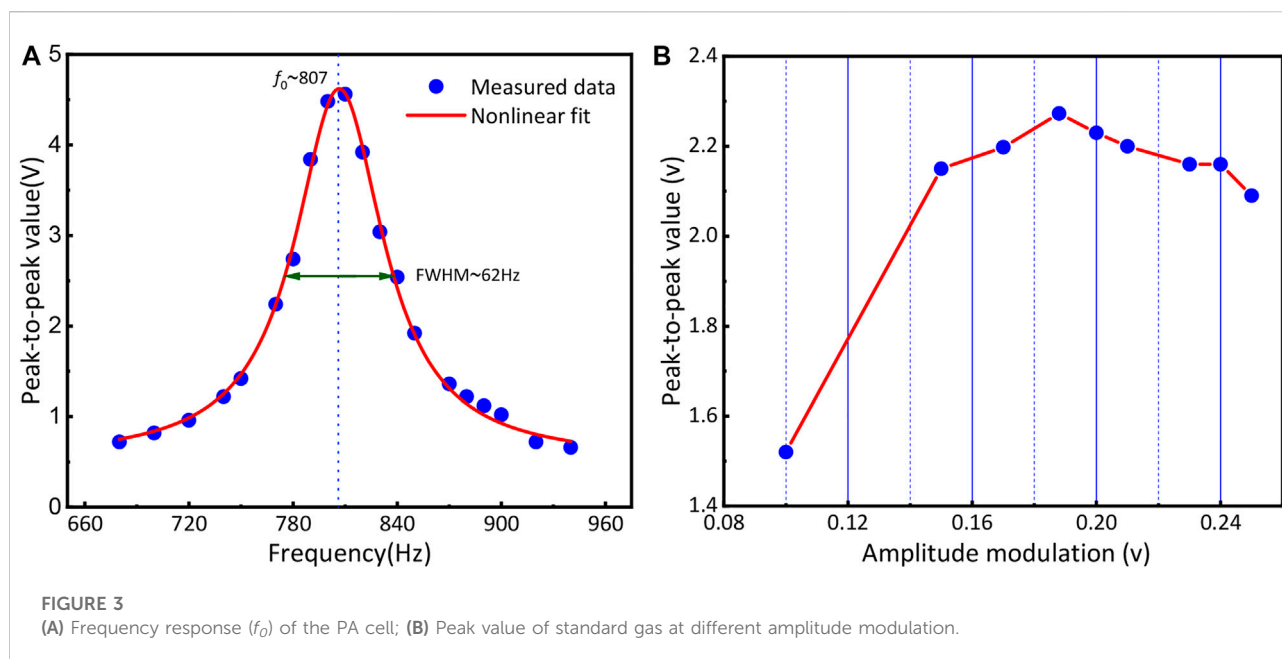 A
f₀~807
Measured data
Nonlinear fit
FWHM~62Hz
Peak-to-peak value(V)
5
4
3
2
1
0
660 720 780 840 900 960
Frequency(Hz)
B
Peak-to-peak value (v)
2.4
2.2
2.0
1.8
1.6
1.4
0.08 0.12 0.16 0.20 0.24
Amplitude modulation (v)
FIGURE 3
(A) Frequency response (f₀) of the PA cell; (B) Peak value of standard gas at different amplitude modulation.